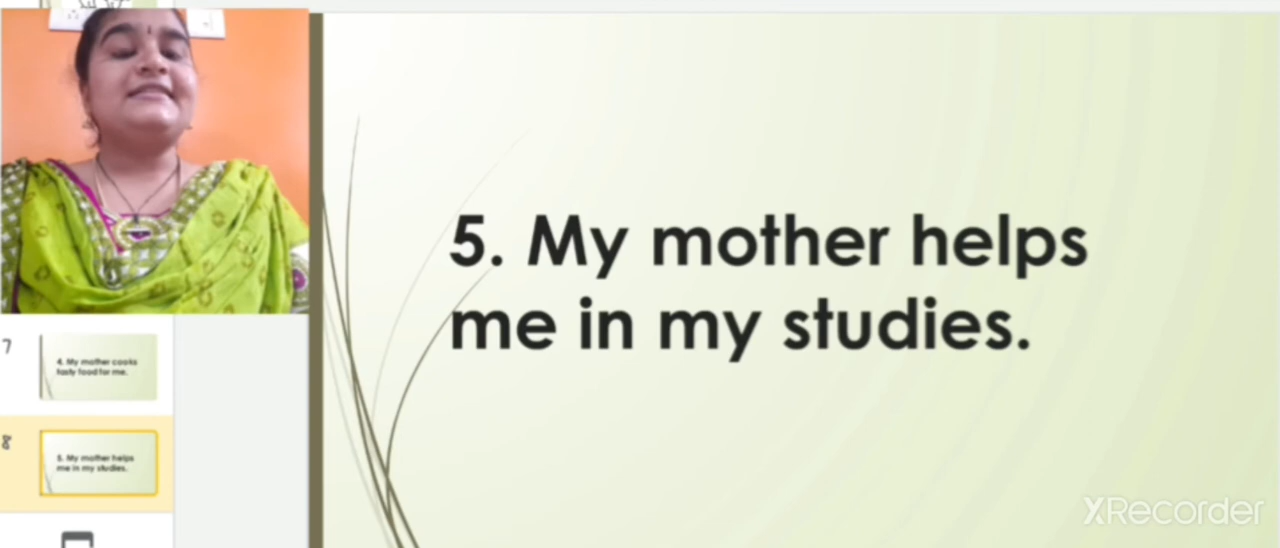 5. My mother helps
me in my studies.
7
4. My mother cooks
tasty food for me.
8
5. My mother helps
me in my studies.
XRecorder